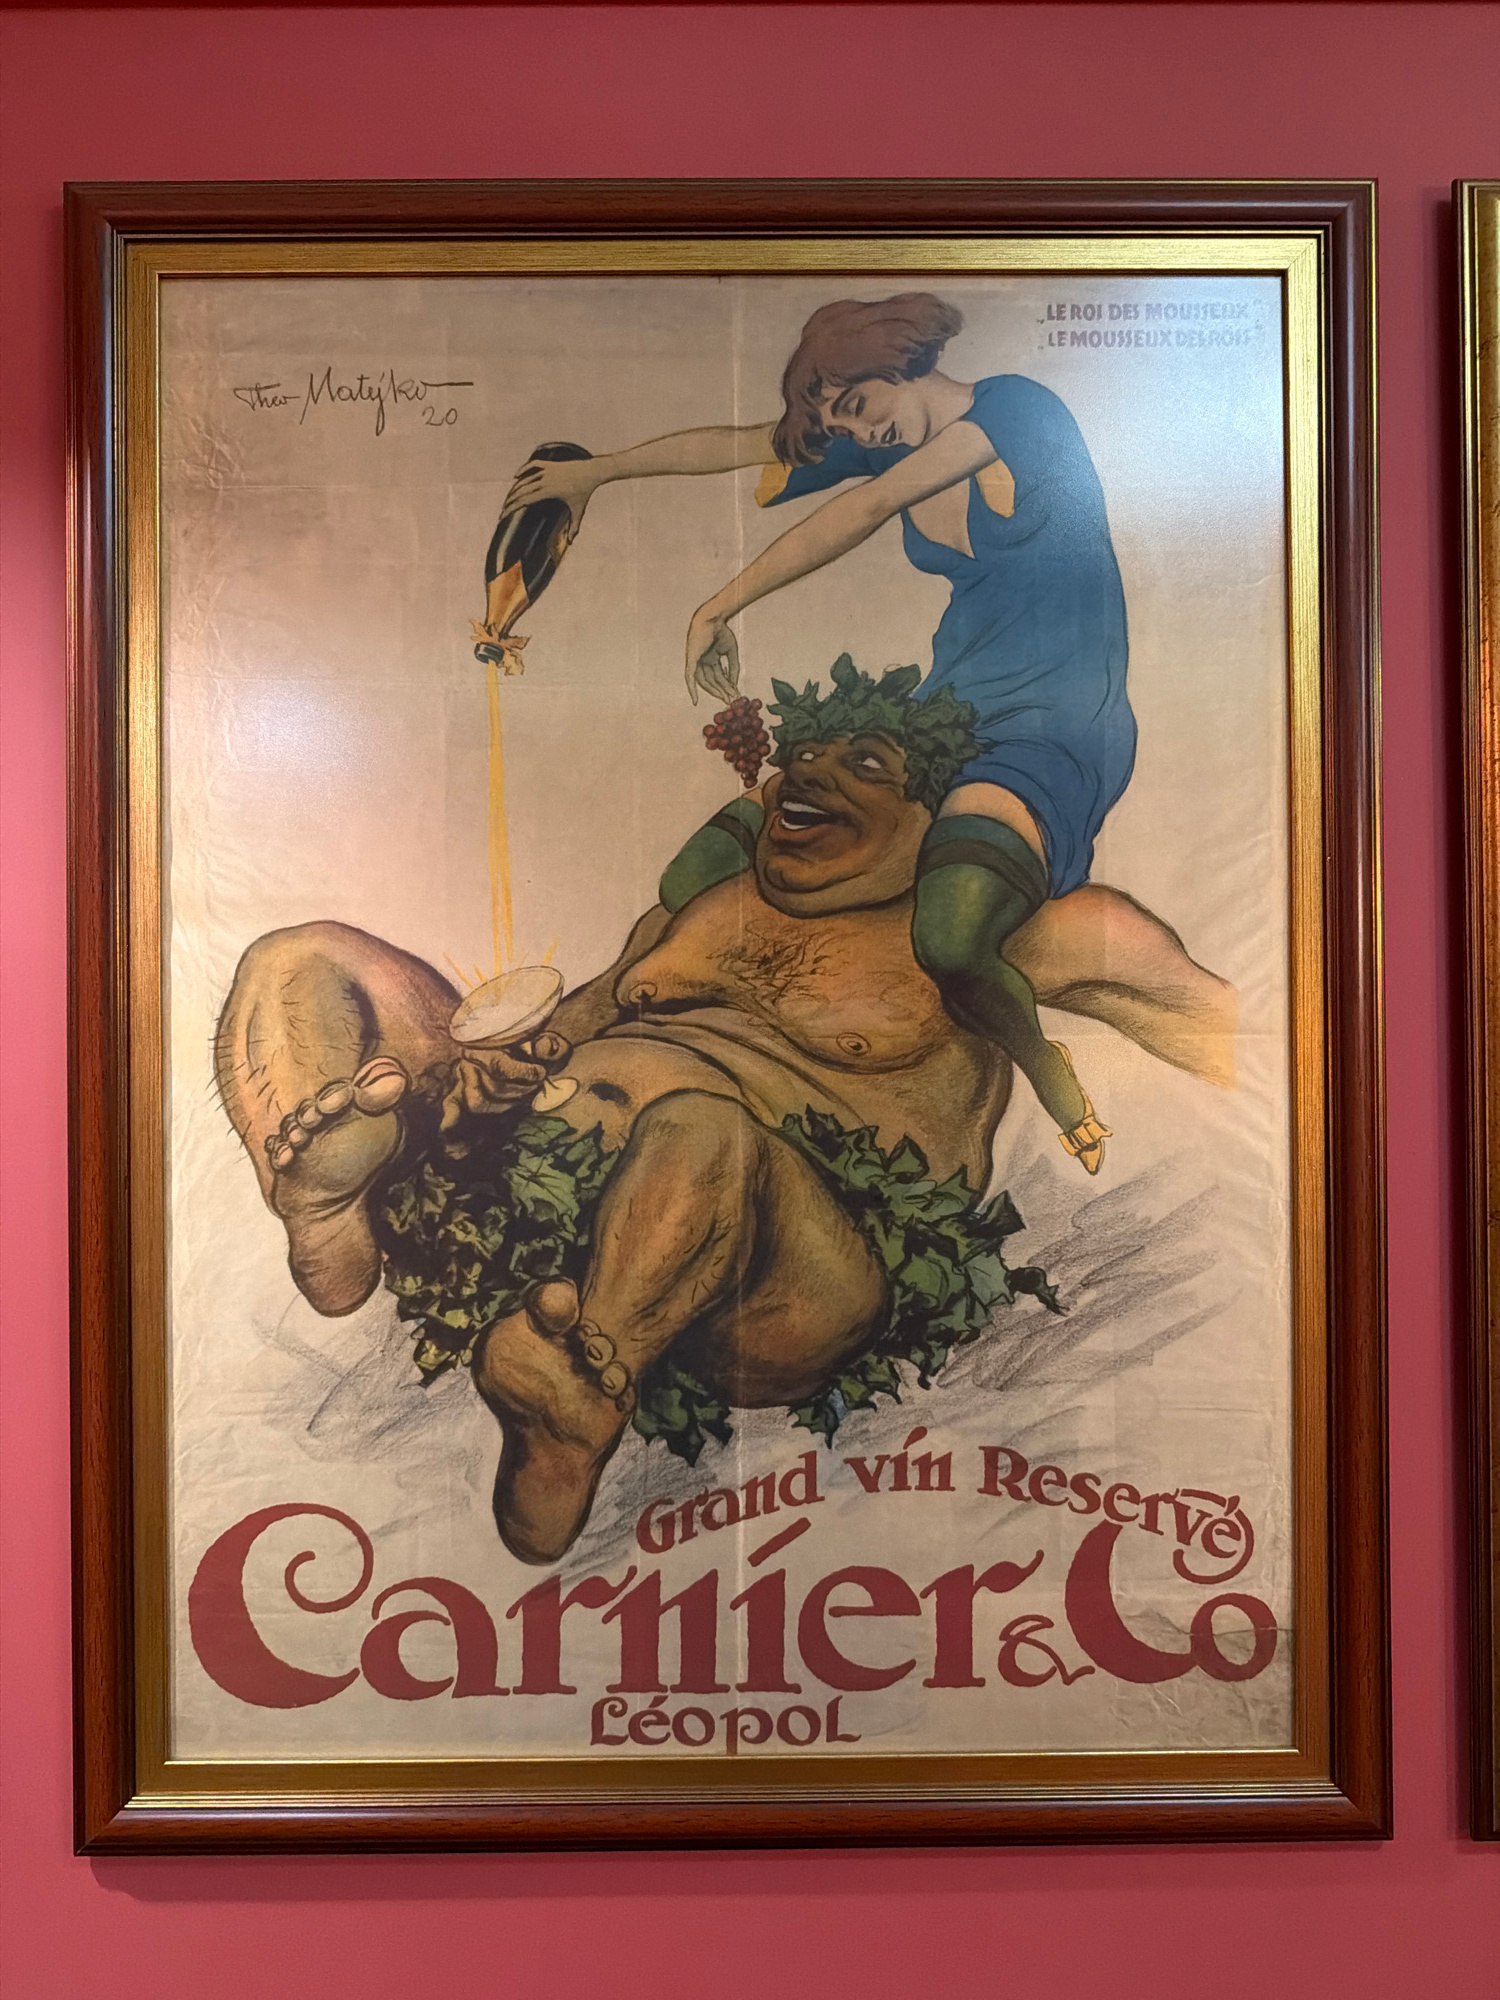 „LE ROI DES MOUSSEUX“
„LE MOUSSEUX DES ROIS“
Theo Matejko
20
Grand vin Reservé
Carnier & Co
Léopol